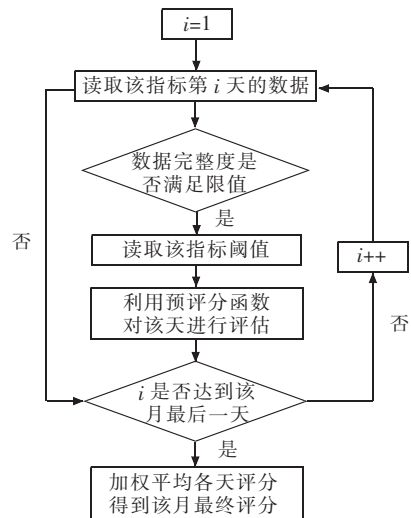 i=1
读取该指标第 i 天的数据
数据完整度是
否满足限值
是
否
读取该指标阈值
i++
利用预评分函数
对该天进行评估
否
i 是否达到该
月最后一天
是
加权平均各天评分
得到该月最终评分